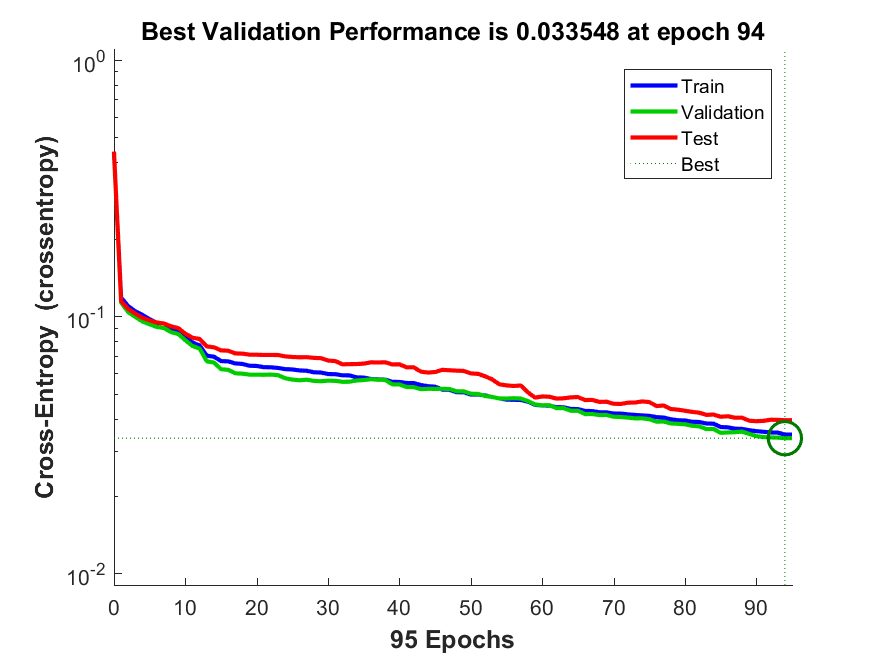 Best Validation Performance is 0.033548 at epoch 94
Cross-Entropy (crossentropy)
10^0
10^-1
10^-2
Train
Validation
Test
Best
0 10 20 30 40 50 60 70 80 90
95 Epochs